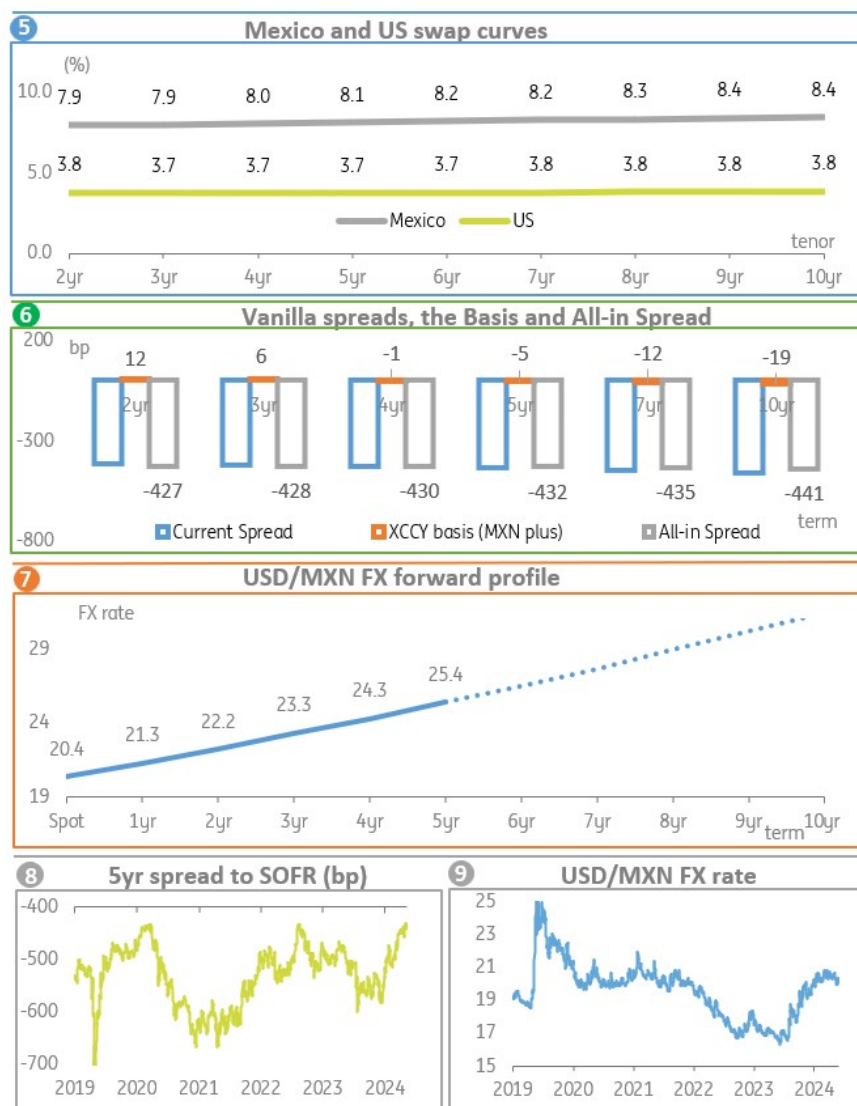 5 Mexico and US swap curves
(%)
10.0
7.9 7.9 8.0 8.1 8.2 8.2 8.3 8.4 8.4
5.0
3.8 3.7 3.7 3.7 3.7 3.8 3.8 3.8 3.8
Mexico US
0.0
tenor
2yr 3yr 4yr 5yr 6yr 7yr 8yr 9yr 10yr
6 Vanilla spreads, the Basis and All-in Spread
200
bp
12 6 -1 -5 -12 -19
2yr 3yr 4yr 5yr 7yr 10yr
-300
-427 -428 -430 -432 -435 -441
Current Spread XCCY basis (MXN plus) All-in Spread
term
-800
7 USD/MXN FX forward profile
FX rate
29
24
19
20.4 21.3 22.2 23.3 24.3 25.4
Spot 1yr 2yr 3yr 4yr 5yr 6yr 7yr 8yr 9yr 10yr
term
8 5yr spread to SOFR (bp)
-400
-500
-600
-700
2019 2020 2021 2022 2023 2024
9 USD/MXN FX rate
25
23
21
19
17
15
2019 2020 2021 2022 2023 2024